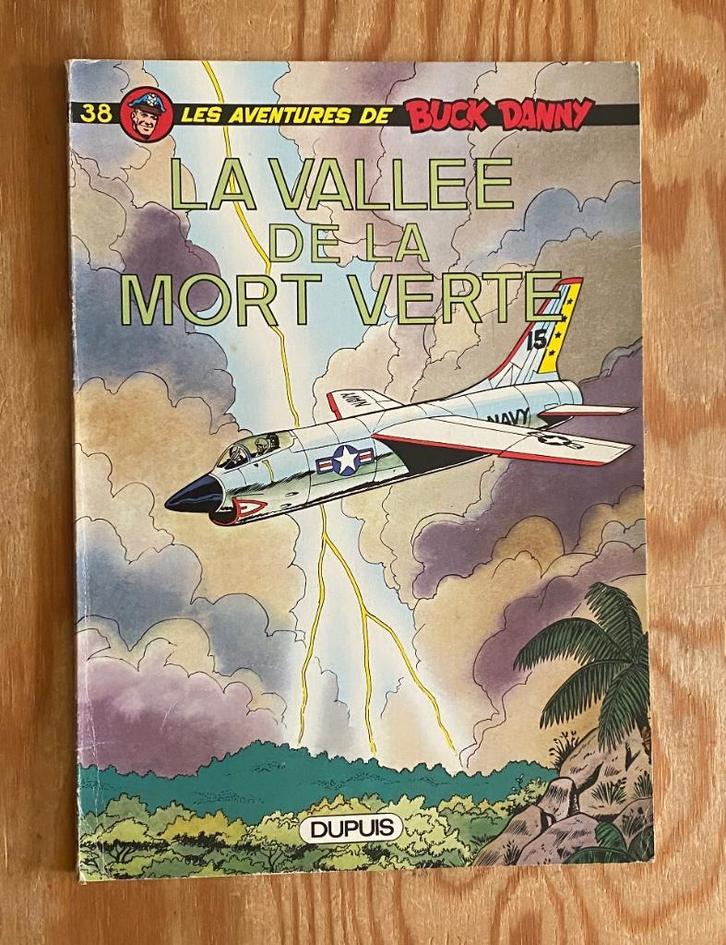 38 LES AVENTURES DE BUCK DANNY
LA VALLEE
DE LA
MORT VERTE
15
NAVY
NAVY
DUPUIS